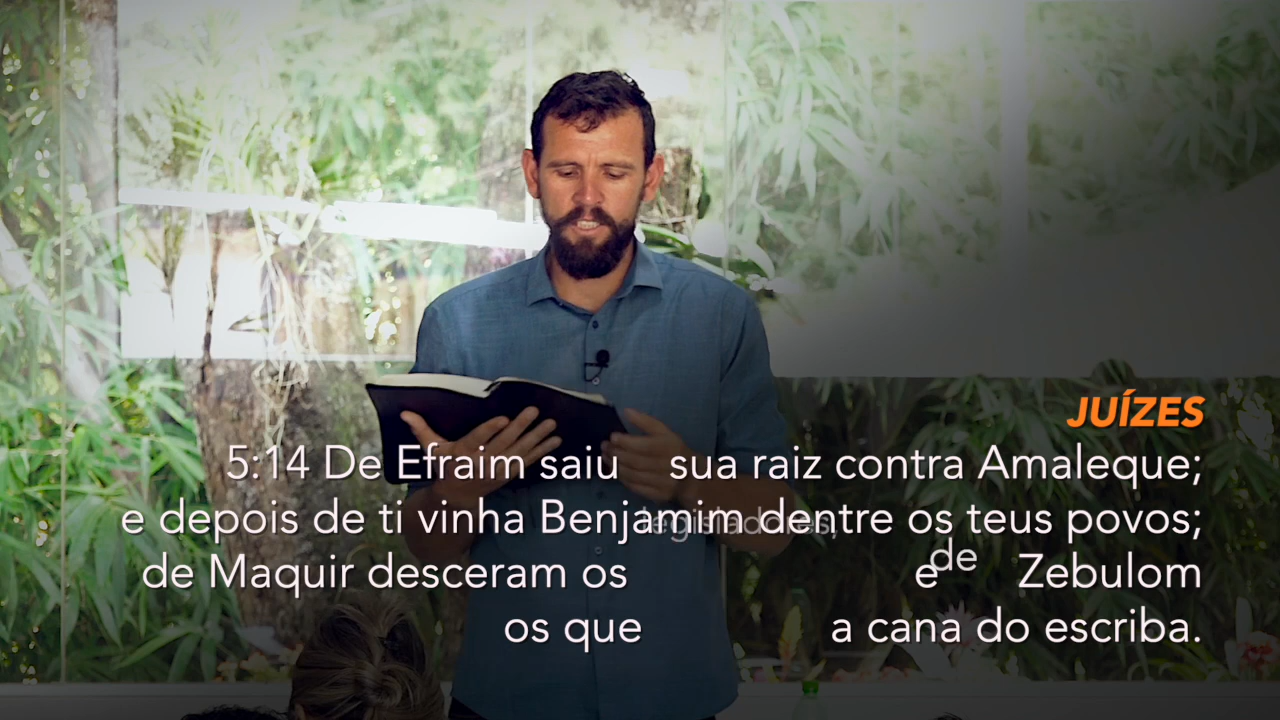 JUÍZES
5:14 De Efraim saiu sua raiz contra Amaleque;
e depois de ti vinha Benjamim dentre os teus povos;
de Maquir desceram os legisladores, e de Zebulom
os que a cana do escriba.